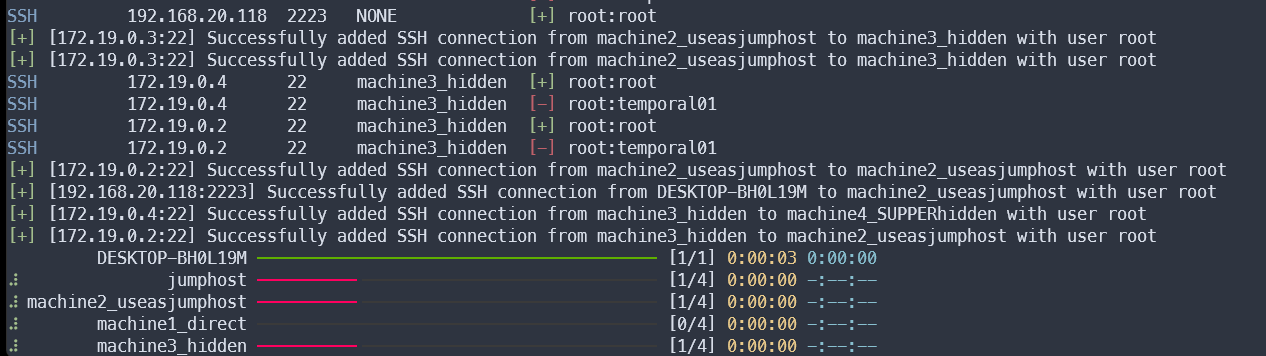 SSH 192.168.20.118 2223 NONE [+] root:root
[+] [172.19.0.3:22] Successfully added SSH connection from machine2_useasjumphost to machine3_hidden with user root
[+] [172.19.0.3:22] Successfully added SSH connection from machine2_useasjumphost to machine3_hidden with user root
SSH 172.19.0.4 22 machine3_hidden [+] root:root
SSH 172.19.0.4 22 machine3_hidden [-] root:temporal01
SSH 172.19.0.2 22 machine3_hidden [+] root:root
SSH 172.19.0.2 22 machine3_hidden [-] root:temporal01
[+] [172.19.0.2:22] Successfully added SSH connection from machine2_useasjumphost to machine2_useasjumphost with user root
[+] [192.168.20.118:2223] Successfully added SSH connection from DESKTOP-BH0L19M to machine2_useasjumphost with user root
[+] [172.19.0.4:22] Successfully added SSH connection from machine3_hidden to machine4_SUPPERhidden with user root
[+] [172.19.0.2:22] Successfully added SSH connection from machine3_hidden to machine2_useasjumphost with user root
DESKTOP-BH0L19M [1/1] 0:00:03 0:00:00
jumphost [1/4] 0:00:00 -:--:--
machine2_useasjumphost [1/4] 0:00:00 -:--:--
machine1_direct [0/4] 0:00:00 -:--:--
machine3_hidden [1/4] 0:00:00 -:--:--